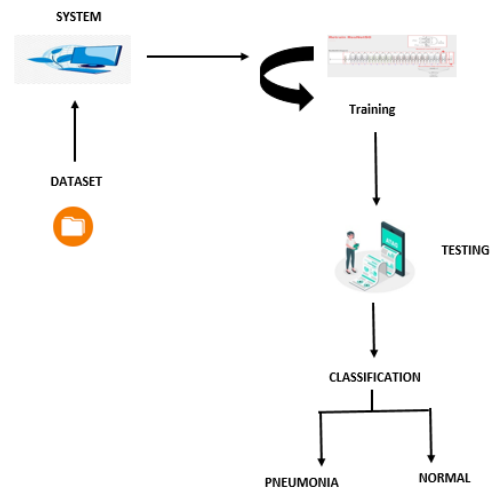 SYSTEM
Training
DATASET
TESTING
CLASSIFICATION
PNEUMONIA
NORMAL